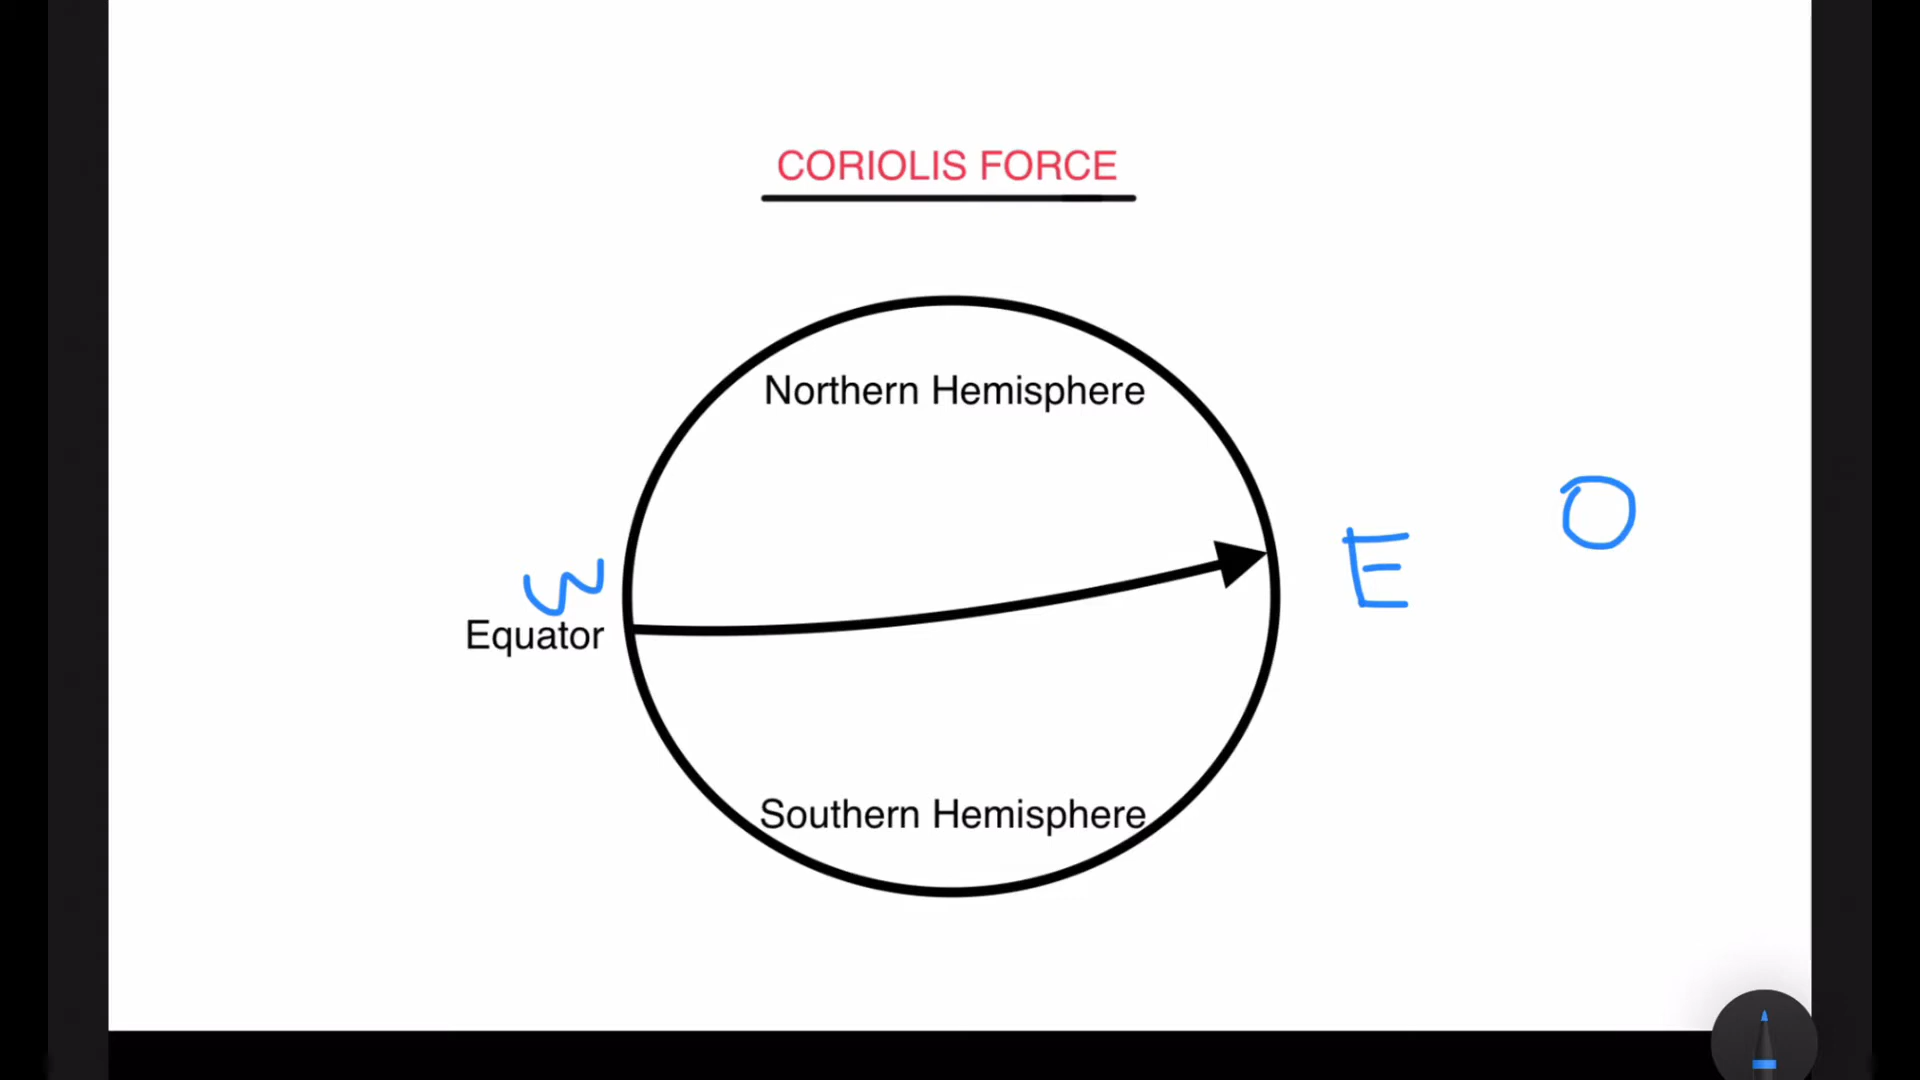 CORIOLIS FORCE
Northern Hemisphere
O
E
W
Equator
Southern Hemisphere